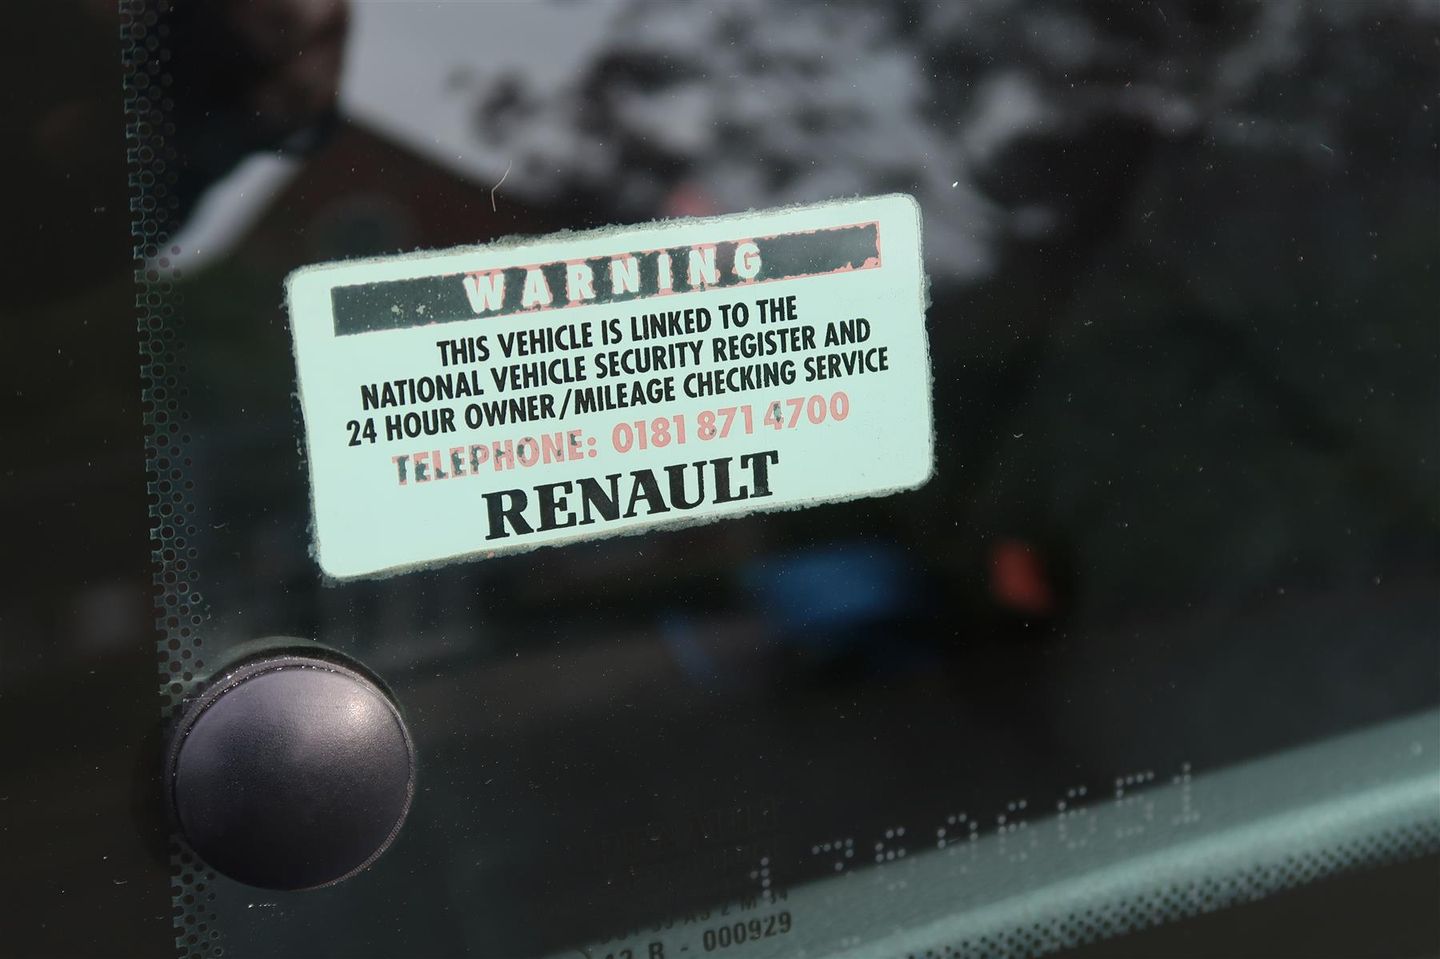 WARNING
THIS VEHICLE IS LINKED TO THE
NATIONAL VEHICLE SECURITY REGISTER AND
24 HOUR OWNER/MILEAGE CHECKING SERVICE
TELEPHONE: 0181 871 4700
RENAULT
R - 000929